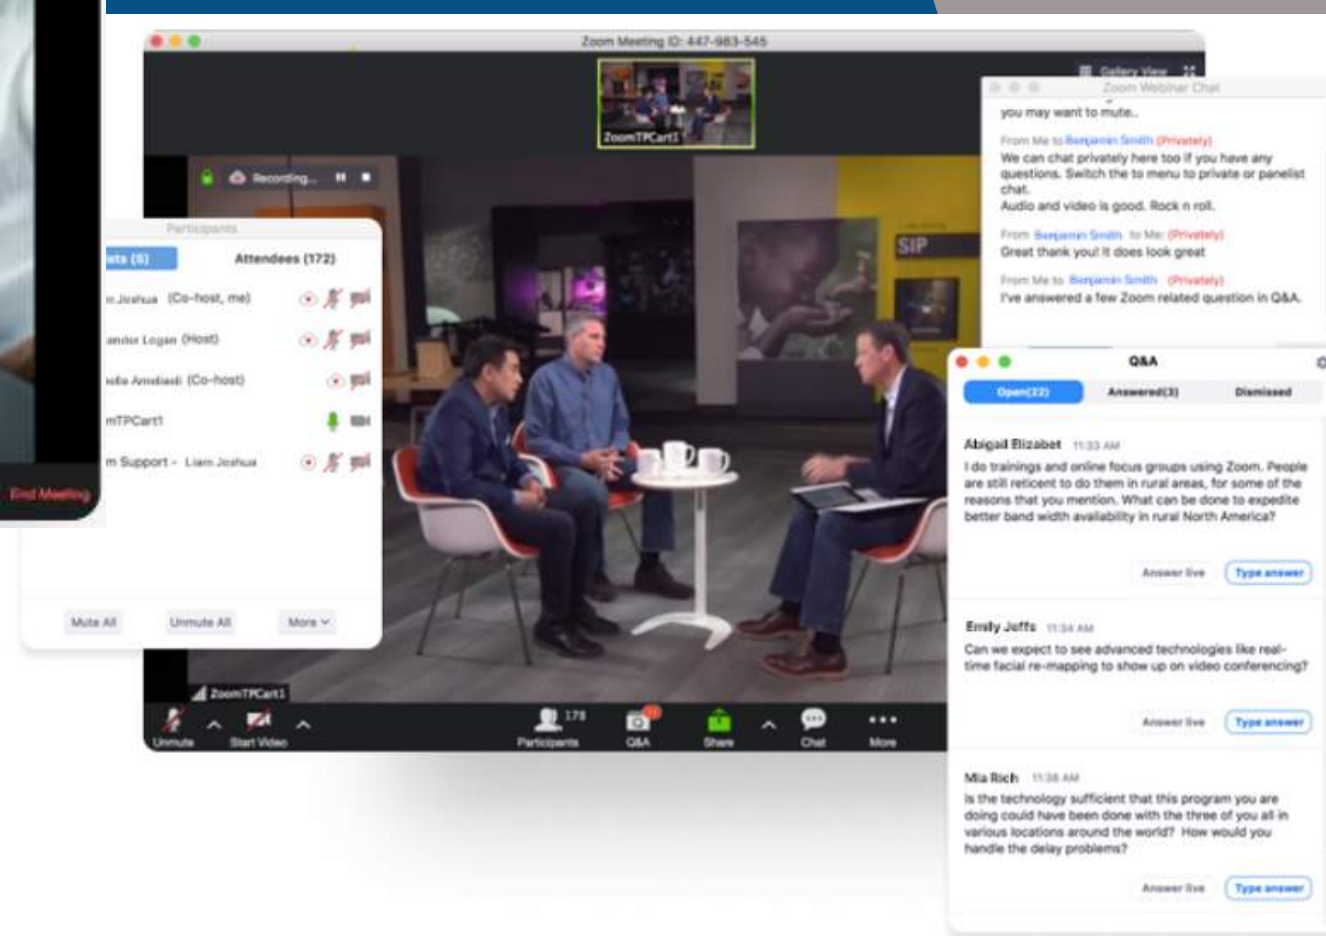 Zoom Meeting ID: 447-983-545
Gallery View
ZoomTPCart1
Recording...
SIP
Participants
ets (5)
Attendees (172)
Joshua (Co-host, me)
ander Logan (Host)
(Co-host)
mTPCart1
m Support - Liam Joshua
End Meeting
Mute All
Unmute All
More
ZoomTPCart1
Unmute
Start Video
178
Participants
Q&A
Share
Chat
More
Zoom Webinar Chat
you may want to mute..
From Me to Benjamin Smith (Privately)
We can chat privately here too if you have any
questions. Switch the to menu to private or panelist
chat.
Audio and video is good. Rock n roll.
From Benjamin Smith to Me: (Privately)
Great thank you! It does look great
From Me to Benjamin Smith (Privately)
I've answered a few Zoom related question in Q&A.
Q&A
Open(22)
Answered(3)
Dismissed
Abigail Elizabet 11:33 AM
I do trainings and online focus groups using Zoom. People
are still reticent to do them in rural areas, for some of the
reasons that you mention. What can be done to expedite
better band width availability in rural North America?
Answer live
Type answer
Emily Jeffs 11:34 AM
Can we expect to see advanced technologies like real-
time facial re-mapping to show up on video conferencing?
Answer live
Type answer
Mia Rich 11:38 AM
Is the technology sufficient that this program you are
doing could have been done with the three of you all in
various locations around the world? How would you
handle the delay problems?
Answer live
Type answer